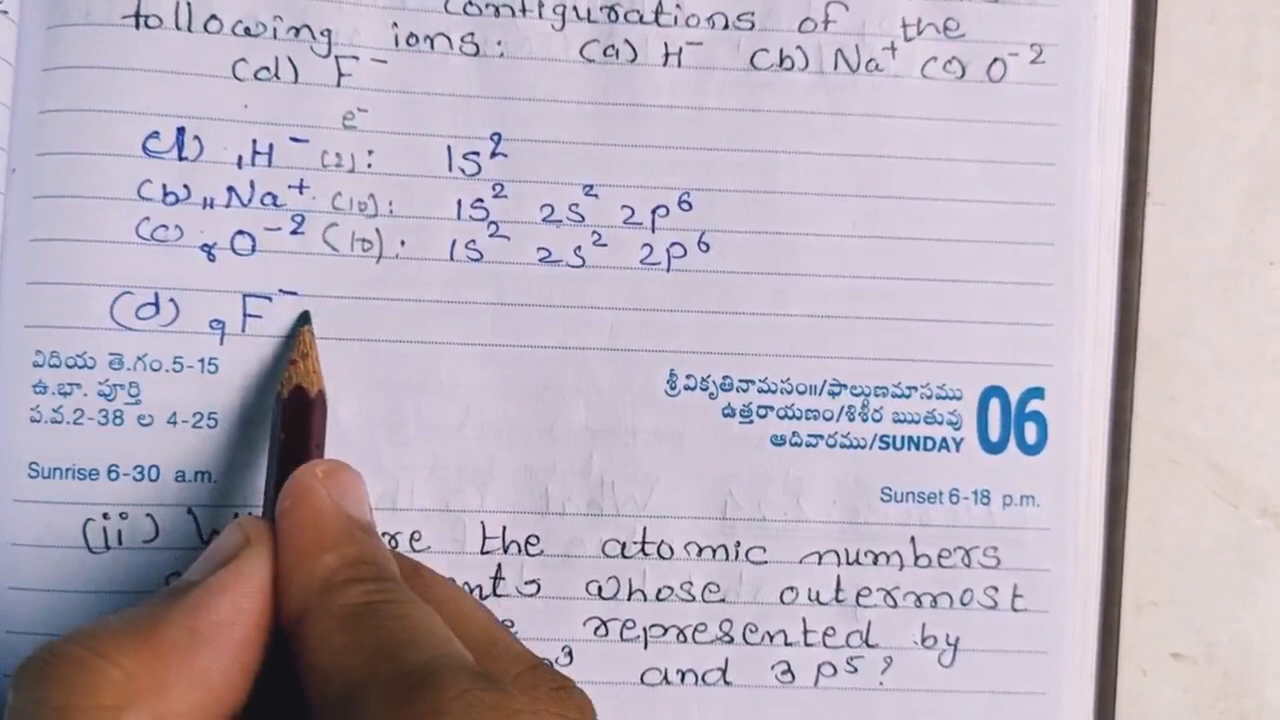 configurations of the
following ions: (a) H⁻ (b) Na⁺ (c) O⁻²
(d) F⁻
e⁻
₁H⁻ (2): 1S²
(b) ₁₁Na⁺ (10): 1S² 2S² 2p⁶
(c) ₈O⁻² (10): 1S² 2S² 2p⁶
(d) ₉F⁻
విదియ తె.గం.5-15
ఉ.భా. పూర్తి
ప.వ.2-38 ల 4-25
Sunrise 6-30 a.m.
శ్రీ వికృతినామసం॥/ఫాల్గుణమాసము
ఉత్తరాయణం/శిశిర ఋతువు
ఆదివారము/SUNDAY
06
Sunset 6-18 p.m.
(ii) the atomic numbers
whose outermost
represented by
³ and 3p⁵?